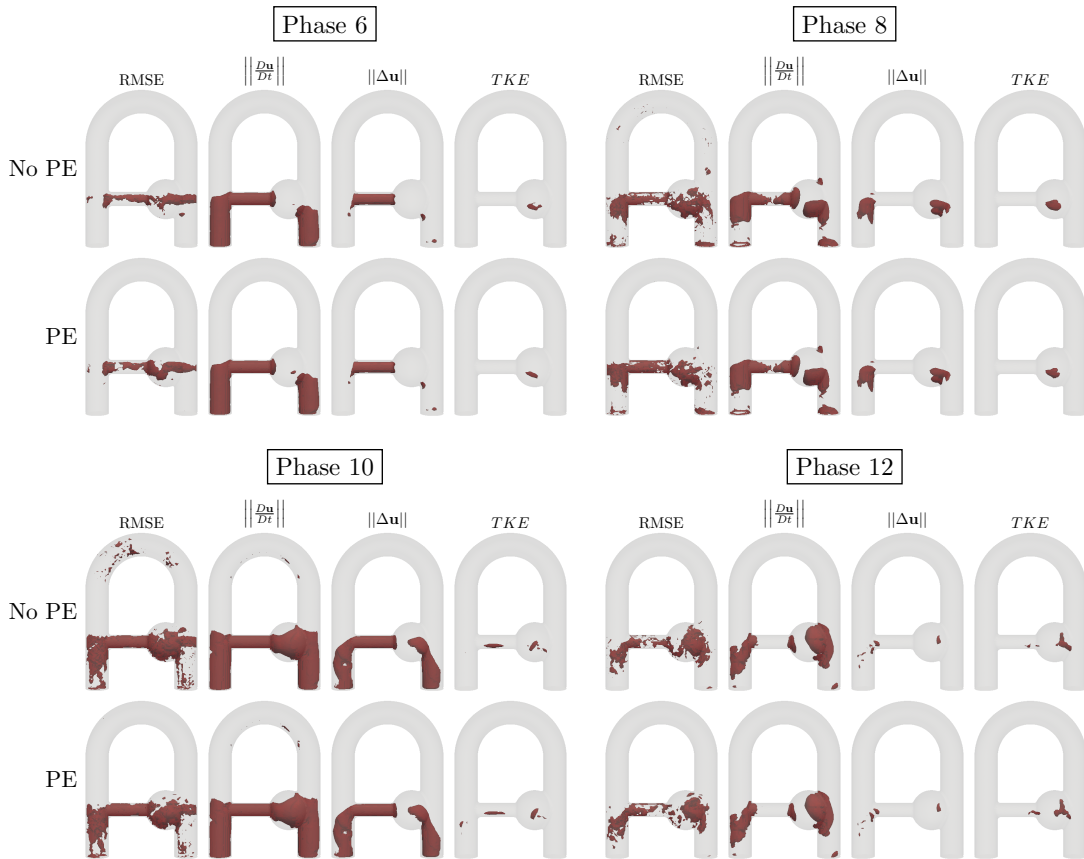 Phase 6
Phase 8
RMSE ||Du/Dt|| ||Δu|| TKE RMSE ||Du/Dt|| ||Δu|| TKE
No PE
PE
Phase 10
Phase 12
RMSE ||Du/Dt|| ||Δu|| TKE RMSE ||Du/Dt|| ||Δu|| TKE
No PE
PE